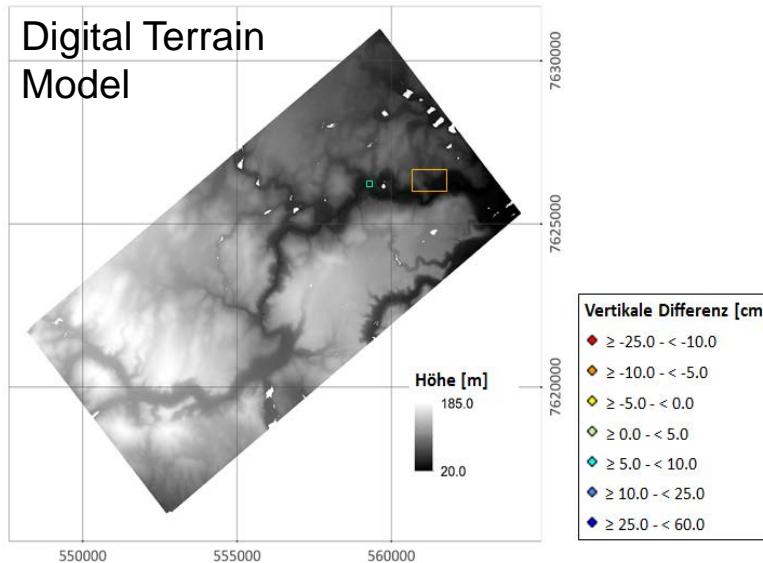 Digital Terrain
Model
7630000
7625000
7620000
Höhe [m]
185.0
20.0
550000
555000
560000
Vertikale Differenz [cm
≥ -25.0 - < -10.0
≥ -10.0 - < -5.0
≥ -5.0 - < 0.0
≥ 0.0 - < 5.0
≥ 5.0 - < 10.0
≥ 10.0 - < 25.0
≥ 25.0 - < 60.0